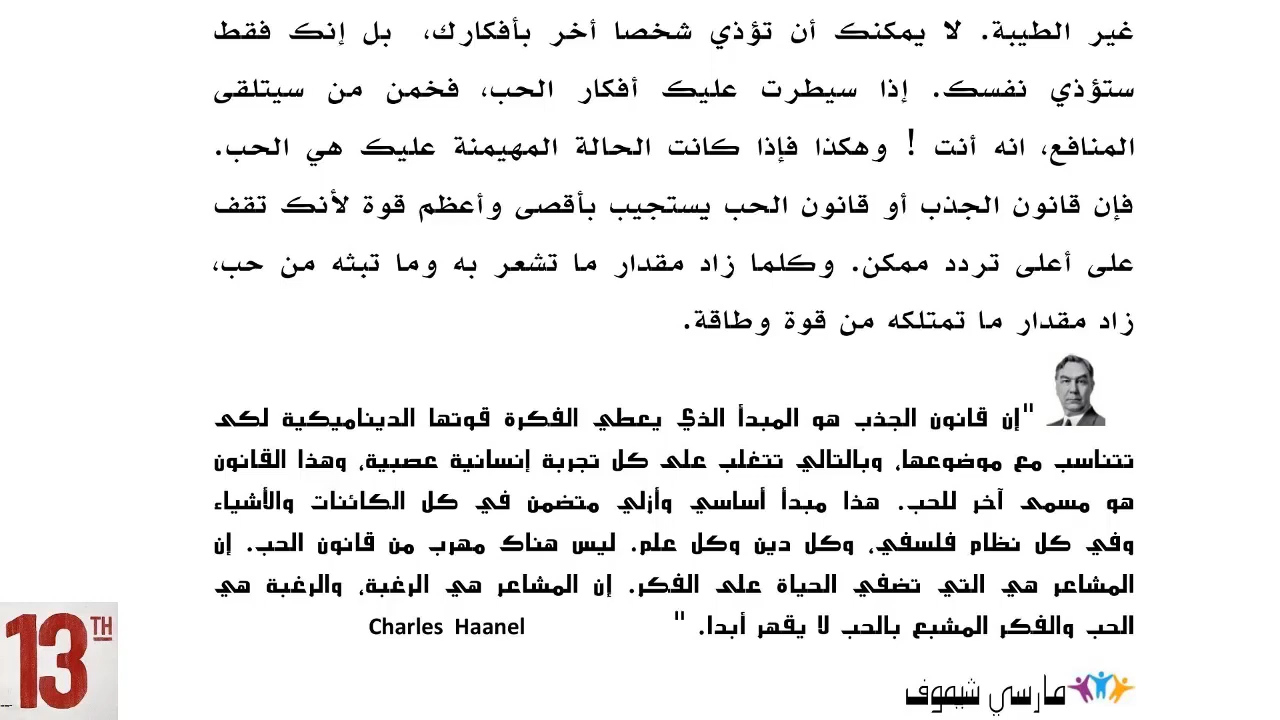 غير الطيبة. لا يمكنك أن تؤذي شخصا أخر بأفكارك، بل إنك فقط
ستؤذي نفسك. إذا سيطرت عليك أفكار الحب، فخمن من سيتلقى
المنافع، انه أنت ! وهكذا فإذا كانت الحالة المهيمنة عليك هي الحب.
فإن قانون الجذب أو قانون الحب يستجيب بأقصى وأعظم قوة لأنك تقف
على أعلى تردد ممكن. وكلما زاد مقدار ما تشعر به وما تبثه من حب،
زاد مقدار ما تمتلكه من قوة وطاقة.
"إن قانون الجذب هو المبدأ الذي يعطي الفكرة قوتها الديناميكية لكى
تتناسب مع موضوعها، وبالتالي تتغلب على كل تجربة إنسانية عصبية، وهذا القانون
هو مسمى آخر للحب. هذا مبدأ أساسي وأزلي متضمن في كل الكائنات والأشياء
وفي كل نظام فلسفي، وكل دين وكل علم. ليس هناك مهرب من قانون الحب. إن
المشاعر هي التي تضفي الحياة على الفكر. إن المشاعر هي الرغبة، والرغبة هي
الحب والفكر المشبع بالحب لا يقهر أبدا. " Charles Haanel
مارسي شيموف
13TH